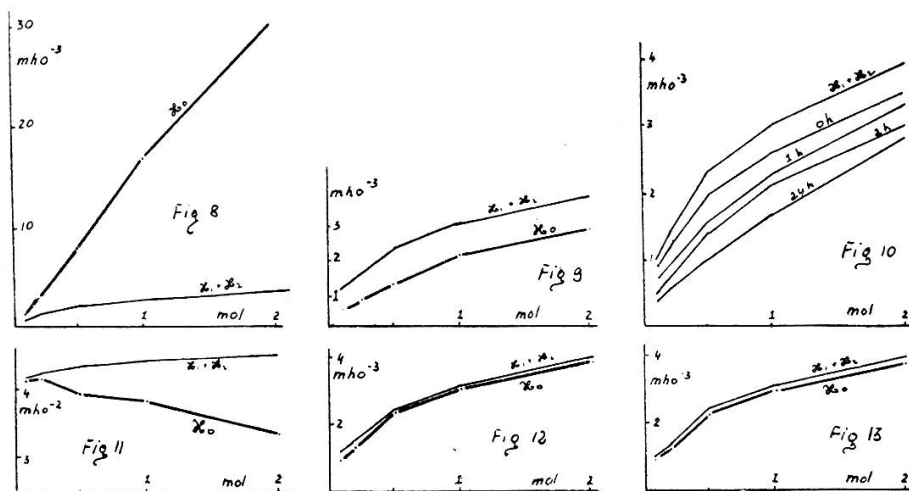 30
mho⁻³
20
10
ϰ₀
Fig 8
ϰ₁ + ϰ₂
1
mol
2
mho⁻³
3
2
1
ϰ₁ + ϰ₂
ϰ₀
Fig 9
1
mol
2
4
mho⁻³
3
2
1
ϰ₁ + ϰ₂
0h
1h
2h
24h
Fig 10
1
mol
2
4
mho⁻²
3
ϰ₁ + ϰ₂
ϰ₀
Fig 11
1
mol
2
4
mho⁻³
2
ϰ₁ + ϰ₂
ϰ₀
Fig 12
1
mol
2
4
mho⁻³
2
ϰ₁ + ϰ₂
ϰ₀
Fig 13
1
mol
2